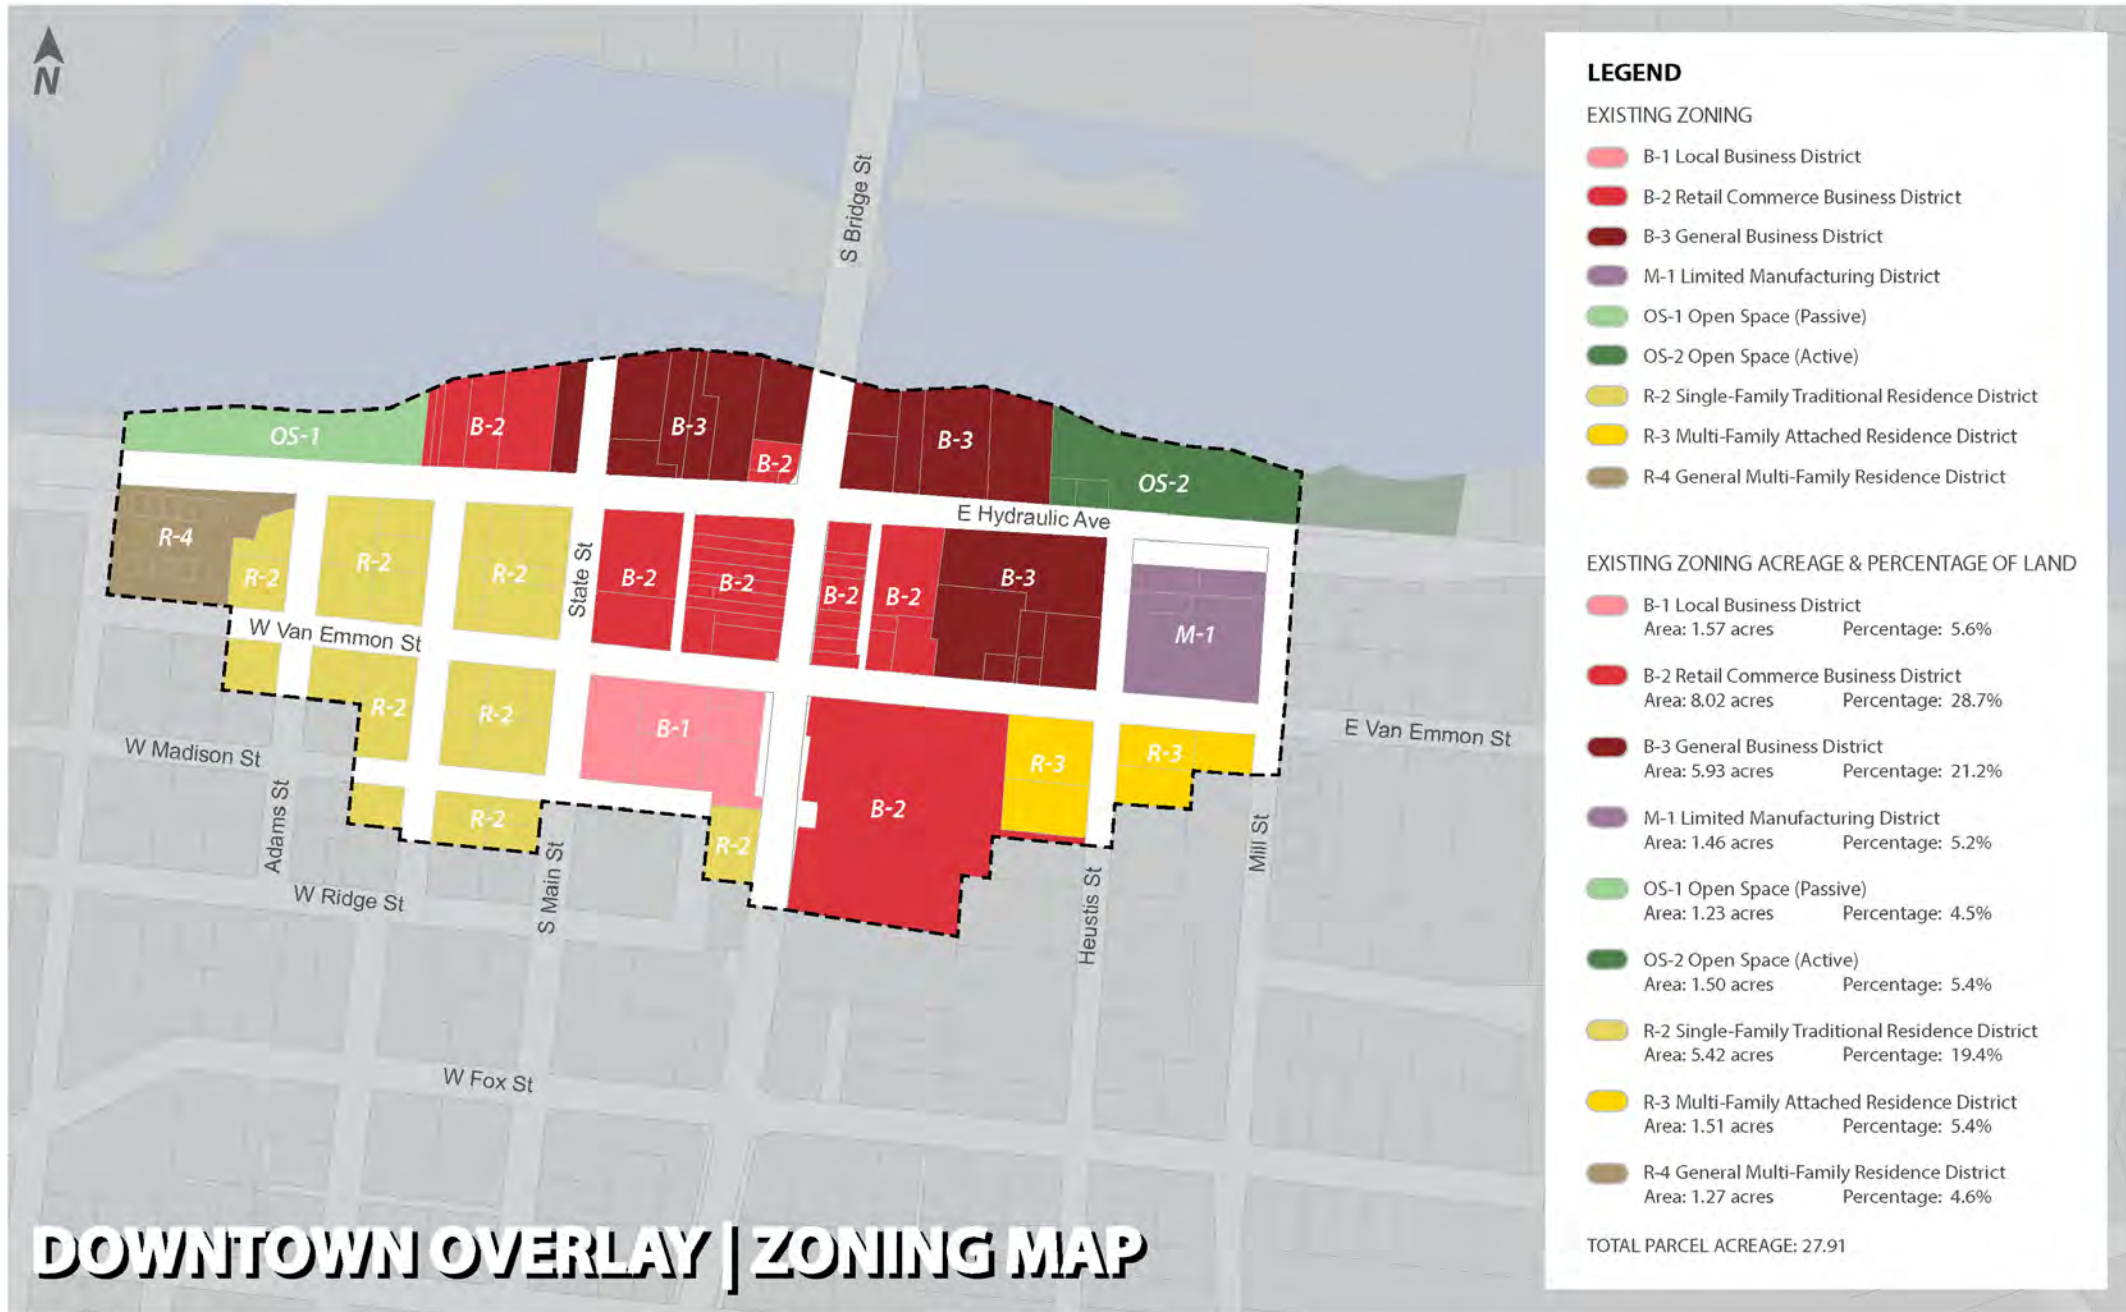 N
S Bridge St
OS-1
B-2
B-3
B-2
B-3
OS-2
E Hydraulic Ave
R-4
R-2
R-2
R-2
State St
B-2
B-2
B-2
B-2
B-3
M-1
W Van Emmon St
R-2
R-2
B-1
R-3
R-3
E Van Emmon St
W Madison St
Adams St
R-2
R-2
B-2
S Main St
Heustis St
Mill St
W Ridge St
W Fox St
DOWNTOWN OVERLAY | ZONING MAP
LEGEND
EXISTING ZONING
B-1 Local Business District
B-2 Retail Commerce Business District
B-3 General Business District
M-1 Limited Manufacturing District
OS-1 Open Space (Passive)
OS-2 Open Space (Active)
R-2 Single-Family Traditional Residence District
R-3 Multi-Family Attached Residence District
R-4 General Multi-Family Residence District
EXISTING ZONING ACREAGE & PERCENTAGE OF LAND
B-1 Local Business District
Area: 1.57 acres Percentage: 5.6%
B-2 Retail Commerce Business District
Area: 8.02 acres Percentage: 28.7%
B-3 General Business District
Area: 5.93 acres Percentage: 21.2%
M-1 Limited Manufacturing District
Area: 1.46 acres Percentage: 5.2%
OS-1 Open Space (Passive)
Area: 1.23 acres Percentage: 4.5%
OS-2 Open Space (Active)
Area: 1.50 acres Percentage: 5.4%
R-2 Single-Family Traditional Residence District
Area: 5.42 acres Percentage: 19.4%
R-3 Multi-Family Attached Residence District
Area: 1.51 acres Percentage: 5.4%
R-4 General Multi-Family Residence District
Area: 1.27 acres Percentage: 4.6%
TOTAL PARCEL ACREAGE: 27.91